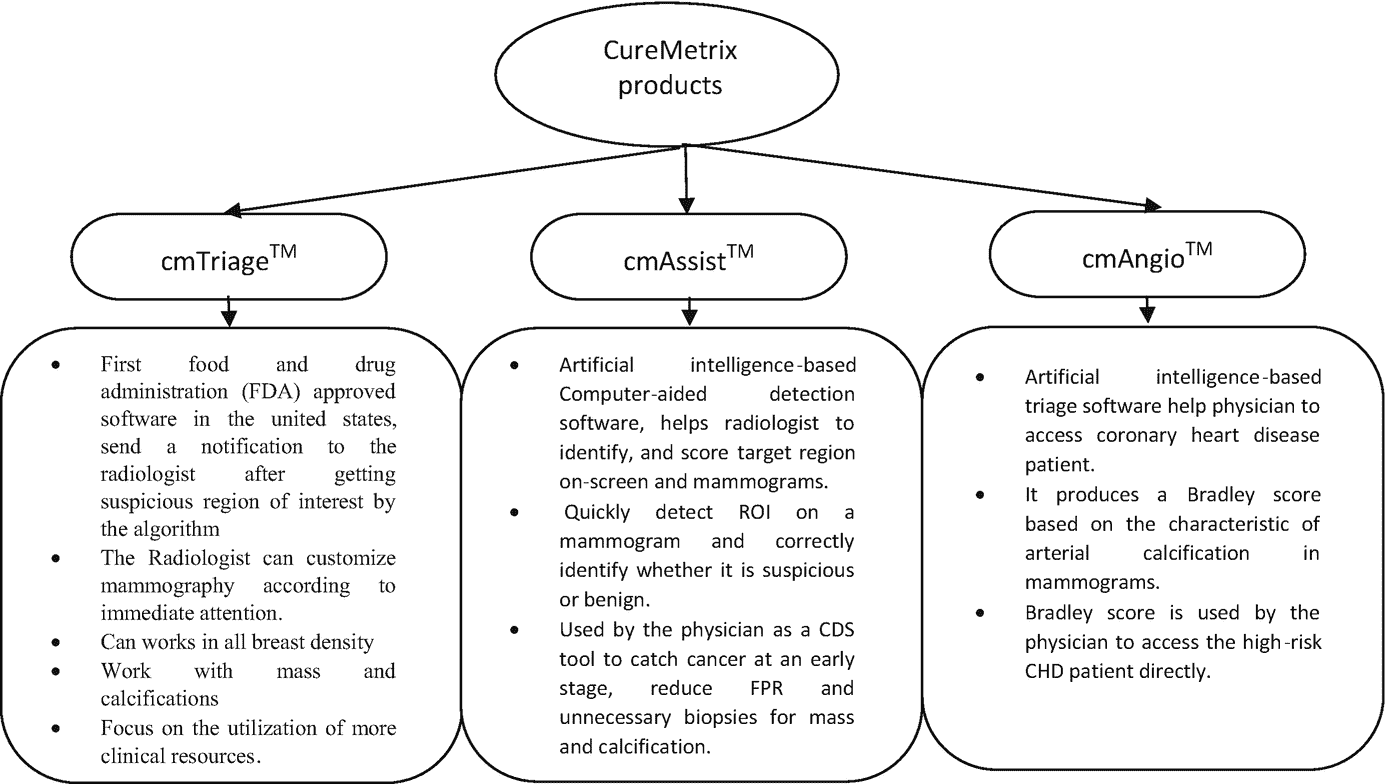 CureMetrix
products
cmTriage™
cmAssist™
cmAngio™
• First food and drug
administration (FDA) approved
software in the united states,
send a notification to the
radiologist after getting
suspicious region of interest by
the algorithm
• The Radiologist can customize
mammography according to
immediate attention.
• Can works in all breast density
• Work with mass and
calcifications
• Focus on the utilization of more
clinical resources.
• Artificial intelligence-based
Computer-aided detection
software, helps radiologist to
identify, and score target region
on-screen and mammograms.
• Quickly detect ROI on a
mammogram and correctly
identify whether it is suspicious
or benign.
• Used by the physician as a CDS
tool to catch cancer at an early
stage, reduce FPR and
unnecessary biopsies for mass
and calcification.
• Artificial intelligence-based
triage software help physician to
access coronary heart disease
patient.
• It produces a Bradley score
based on the characteristic of
arterial calcification in
mammograms.
• Bradley score is used by the
physician to access the high-risk
CHD patient directly.